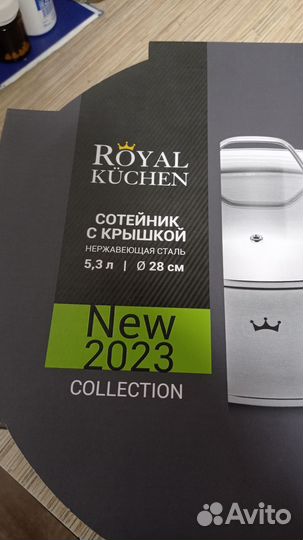 ROYAL
KÜCHEN
СОТЕЙНИК
С КРЫШКОЙ
НЕРЖАВЕЮЩАЯ СТАЛЬ
5,3 л | Ø 28 см
New
2023
COLLECTION
Avito